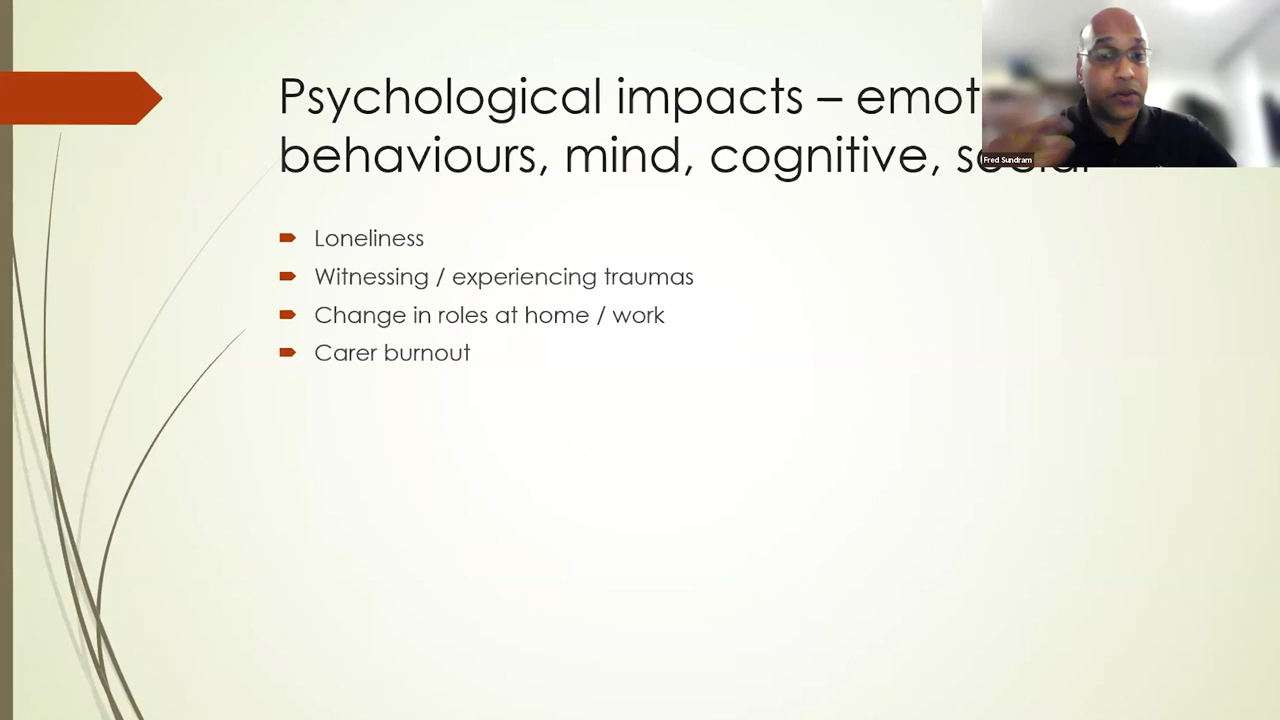 Psychological impacts – emot
behaviours, mind, cognitive, social
Loneliness
Witnessing / experiencing traumas
Change in roles at home / work
Carer burnout
Fred Sundram